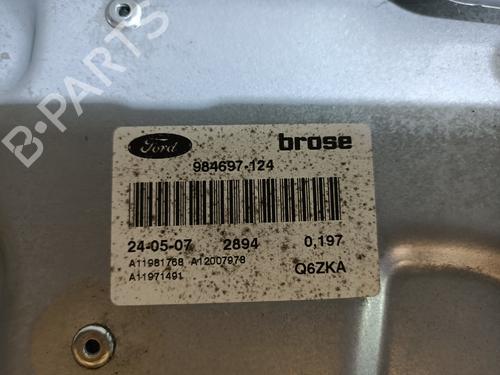 B-PARTS
Ford brose
984697-124
24-05-07 2894 0,197
A11981768 A12007978
A11971491 Q6ZKA